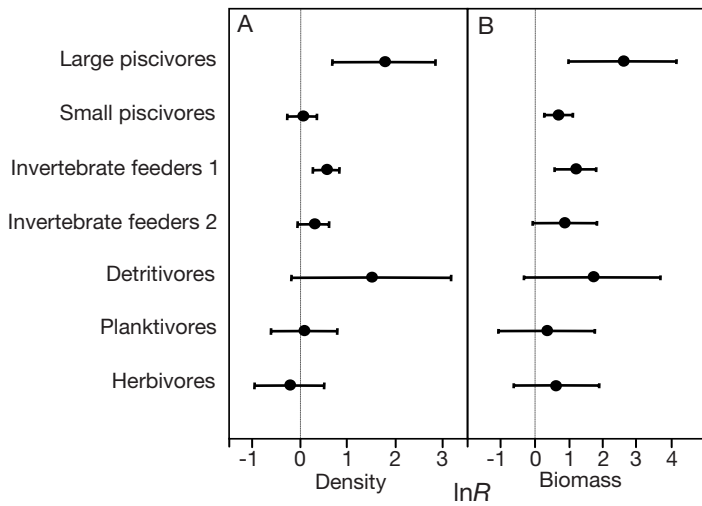 A
B
Large piscivores
Small piscivores
Invertebrate feeders 1
Invertebrate feeders 2
Detritivores
Planktivores
Herbivores
-1 0 1 2 3
-1 0 1 2 3 4
Density
lnR
Biomass